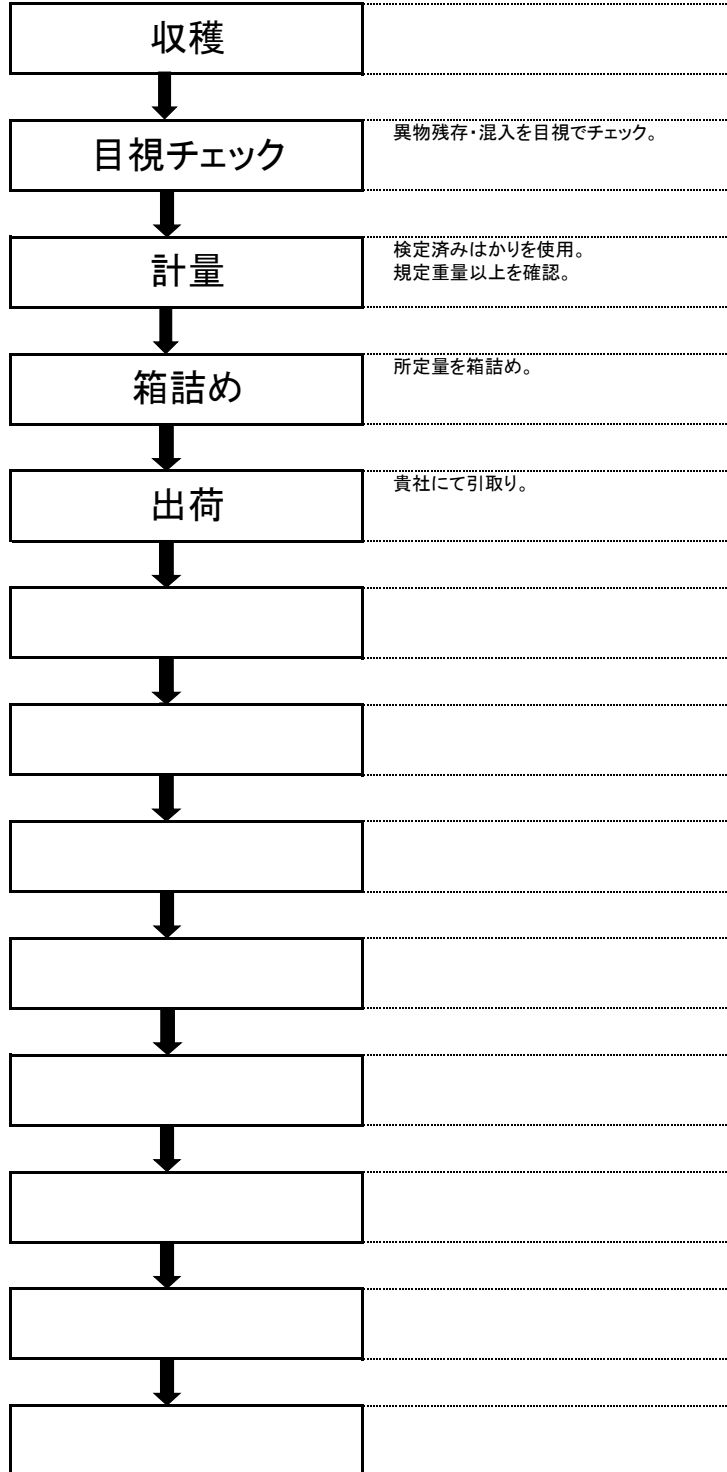 収穫
目視チェック
異物残存・混入を目視でチェック。
計量
検定済みはかりを使用。
規定重量以上を確認。
箱詰め
所定量を箱詰め。
出荷
貴社にて引取り。